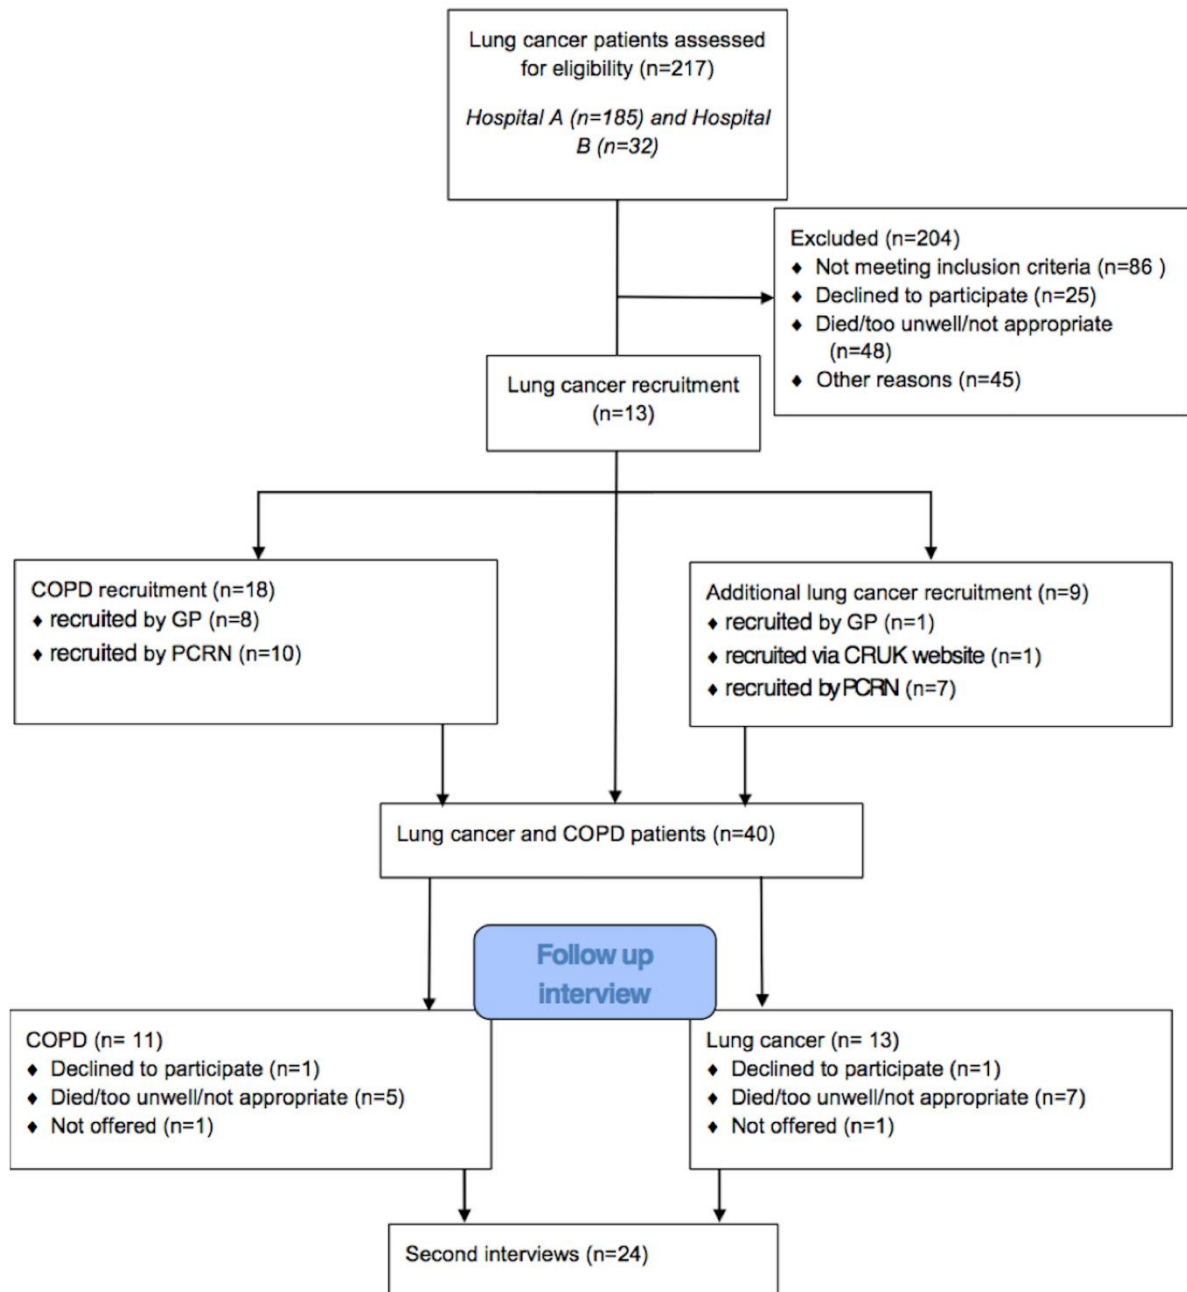 Lung cancer patients assessed
for eligibility (n=217)
Hospital A (n=185) and Hospital
B (n=32)
Excluded (n=204)
♦ Not meeting inclusion criteria (n=86 )
♦ Declined to participate (n=25)
♦ Died/too unwell/not appropriate
(n=48)
♦ Other reasons (n=45)
Lung cancer recruitment
(n=13)
COPD recruitment (n=18)
♦ recruited by GP (n=8)
♦ recruited by PCRN (n=10)
Additional lung cancer recruitment (n=9)
♦ recruited by GP (n=1)
♦ recruited via CRUK website (n=1)
♦ recruited by PCRN (n=7)
Lung cancer and COPD patients (n=40)
Follow up
interview
COPD (n= 11)
♦ Declined to participate (n=1)
♦ Died/too unwell/not appropriate (n=5)
♦ Not offered (n=1)
Lung cancer (n= 13)
♦ Declined to participate (n=1)
♦ Died/too unwell/not appropriate (n=7)
♦ Not offered (n=1)
Second interviews (n=24)